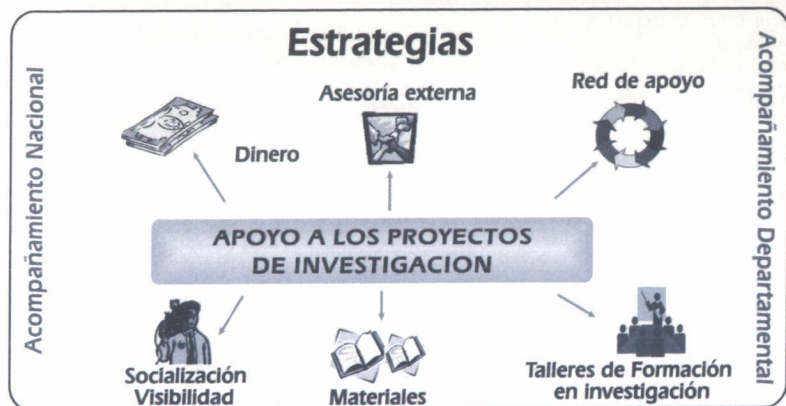 Estrategias
Acompañamiento Nacional
Acompañamiento Departamental
Dinero
Asesoría externa
Red de apoyo
APOYO A LOS PROYECTOS
DE INVESTIGACION
Socialización
Visibilidad
Materiales
Talleres de Formación
en investigación